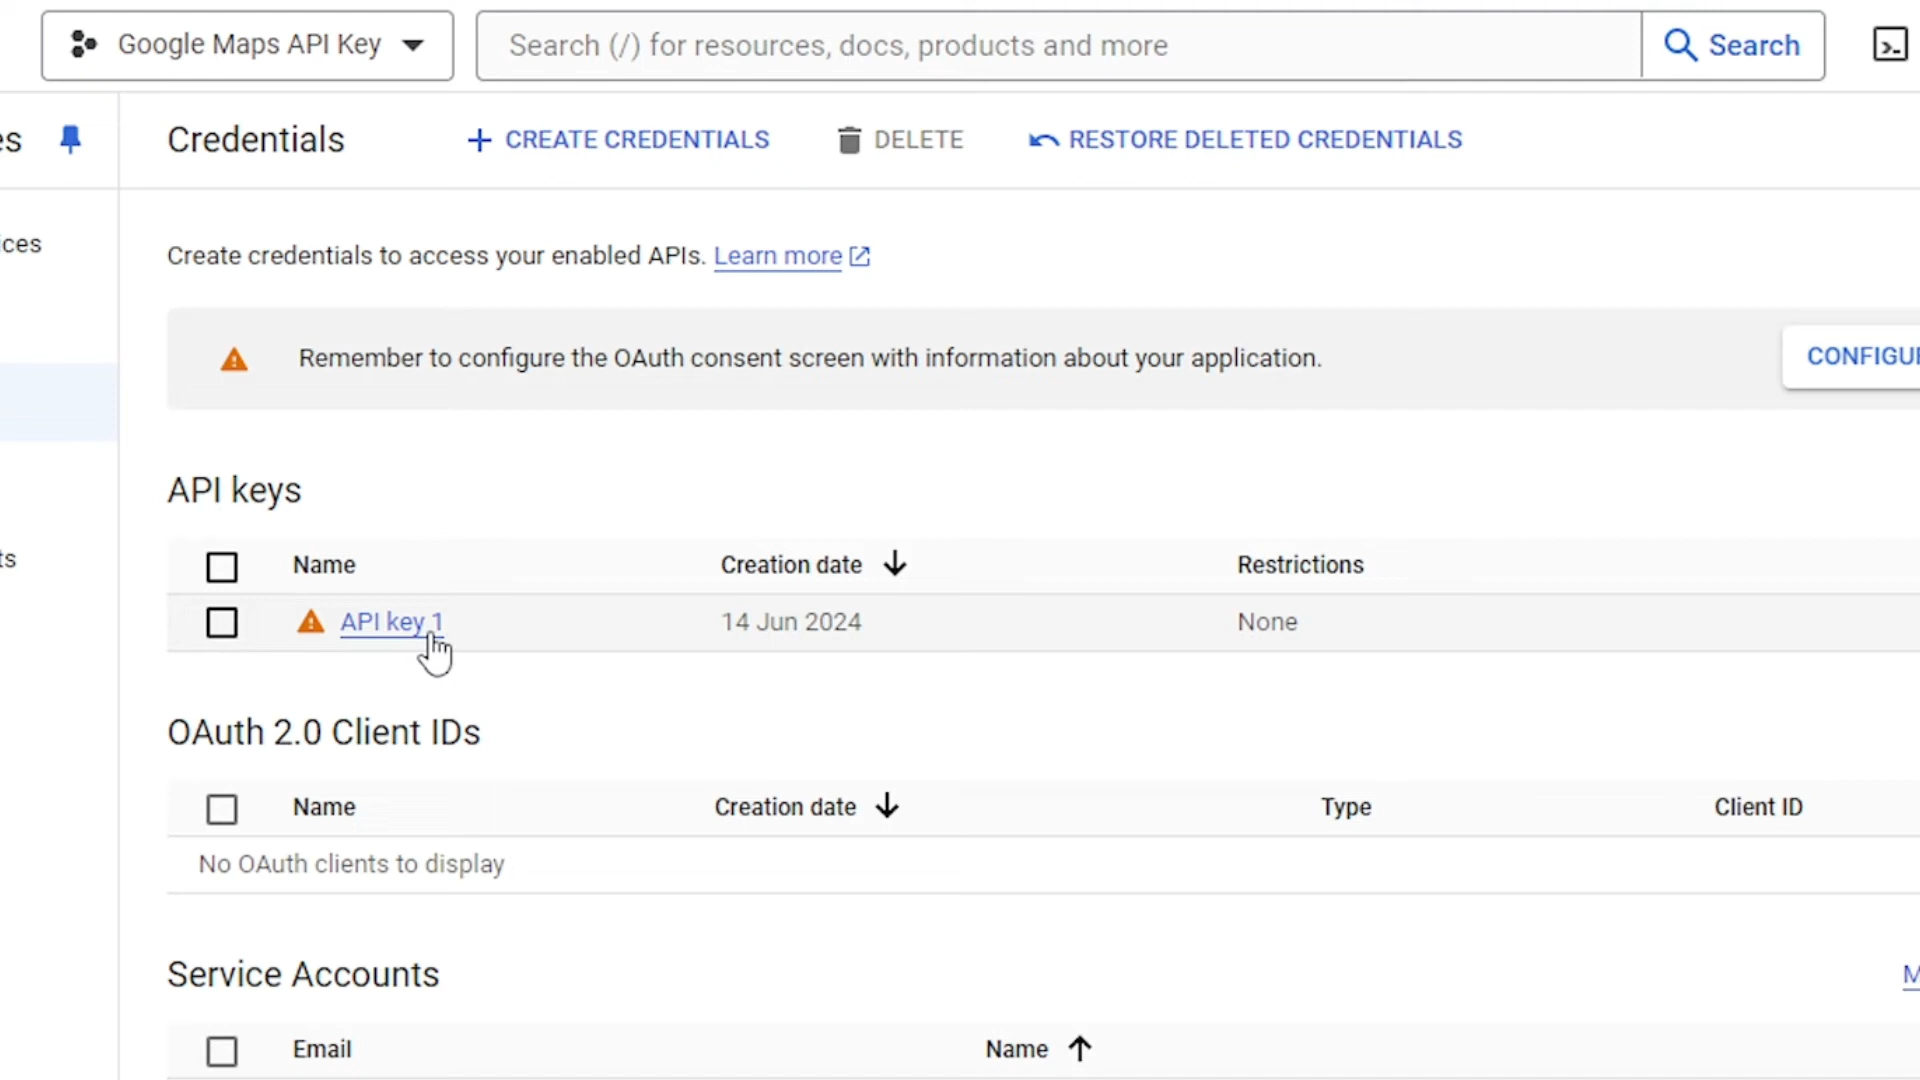 Google Maps API Key
Search (/) for resources, docs, products and more
Search
es
Credentials
CREATE CREDENTIALS
DELETE
RESTORE DELETED CREDENTIALS
ices
Create credentials to access your enabled APIs. Learn more
Remember to configure the OAuth consent screen with information about your application.
CONFIGU
API keys
Name
Creation date
Restrictions
ts
API key 1
14 Jun 2024
None
OAuth 2.0 Client IDs
Name
Creation date
Type
Client ID
No OAuth clients to display
Service Accounts
M
Email
Name